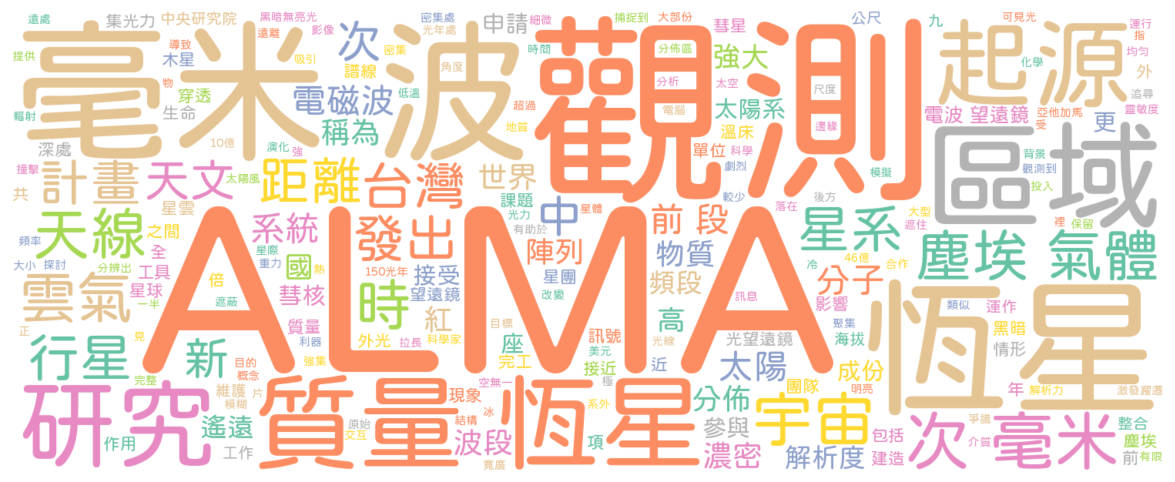 遠處
集光力
中央研究院
黑暗無亮光
影像
密集處
光年處
申請
細微
捕捉到
大部份
彗星
公尺
九
可見光
運行
指
提供
導致
木星
遠離
次
吸引
密集
時間
分佈區
強大
起源
化學
均勻
外
毫米波
觀測
物
穿透
譜線
角度
低溫
分析
太空
尺度
追尋
靈敏度
輻射
生命
電磁波
超過
電腦
太陽系
電波 望遠鏡
亞他加馬
受
10億
稱為
地質
溫床
邊緣
更
深處
演化
強
單位
科學
模擬
背景
區域
撞擊
計畫
天文
太陽風
距離
台灣
世界
劇烈
觀測到
投入
共
星雲
課題
星體
較少
後方
大型
裡
保留
天線
之間
系統
發出
光力
中
前 段
落在
遮住
星系
頻率
全
星際
有助於
陣列
物質
46億
塵埃 氣體
大小
探討
分辨出
工具
重力
國
熱
150光年
接受
星團
冷
合作
雲氣
星球
倍
彗核
時
望遠鏡
改變
頻段
訊息
分子
類似
運作
恆星
一半
遮蔽
ALMA
影響
正
見
質量
利器
外光
拉長
紅
科學家
目標
訊號
高
光線
光望遠鏡
聚集
海拔
黑暗
情形
行星
新
目的
概念
強集
完工
座
美元
接近
近
太陽
成份
年
解析力
激發躍遷
完整
維護
片
模糊
現象
空無一
極
系外
分佈
團隊
明亮
研究
質量
恆星
宇宙
次 毫米
爭議
整合
作用
遙遠
工作
原始
交互
結構
冰
波段
寬廣
項
參與
濃密
解析度
包括
建造
介質
塵埃
前
有限